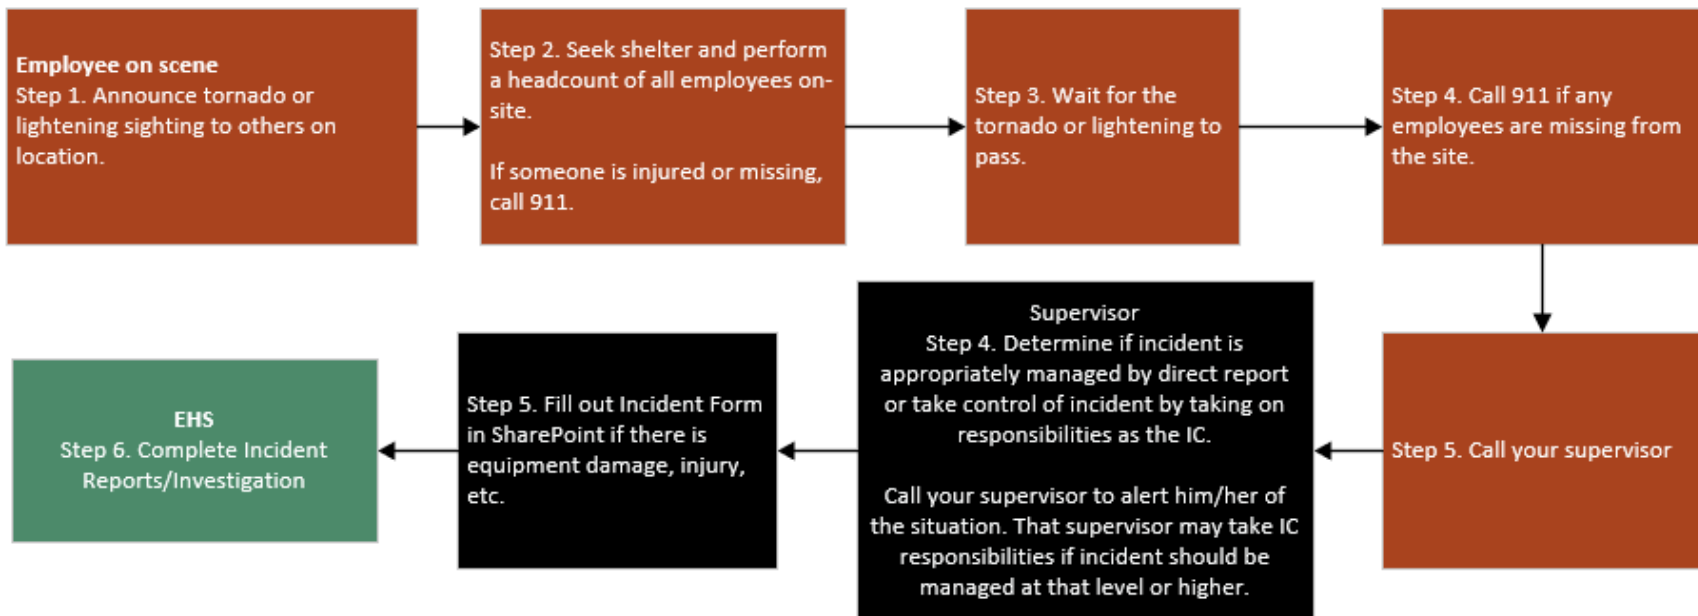 Employee on scene
Step 1. Announce tornado or
lightening sighting to others on
location.
Step 2. Seek shelter and perform
a headcount of all employees on-
site.
If someone is injured or missing,
call 911.
Step 3. Wait for the
tornado or lightening to
pass.
Step 4. Call 911 if any
employees are missing from
the site.
Step 5. Call your supervisor
Supervisor
Step 4. Determine if incident is
appropriately managed by direct report
or take control of incident by taking on
responsibilities as the IC.
Call your supervisor to alert him/her of
the situation. That supervisor may take IC
responsibilities if incident should be
managed at that level or higher.
Step 5. Fill out Incident Form
in SharePoint if there is
equipment damage, injury,
etc.
EHS
Step 6. Complete Incident
Reports/Investigation